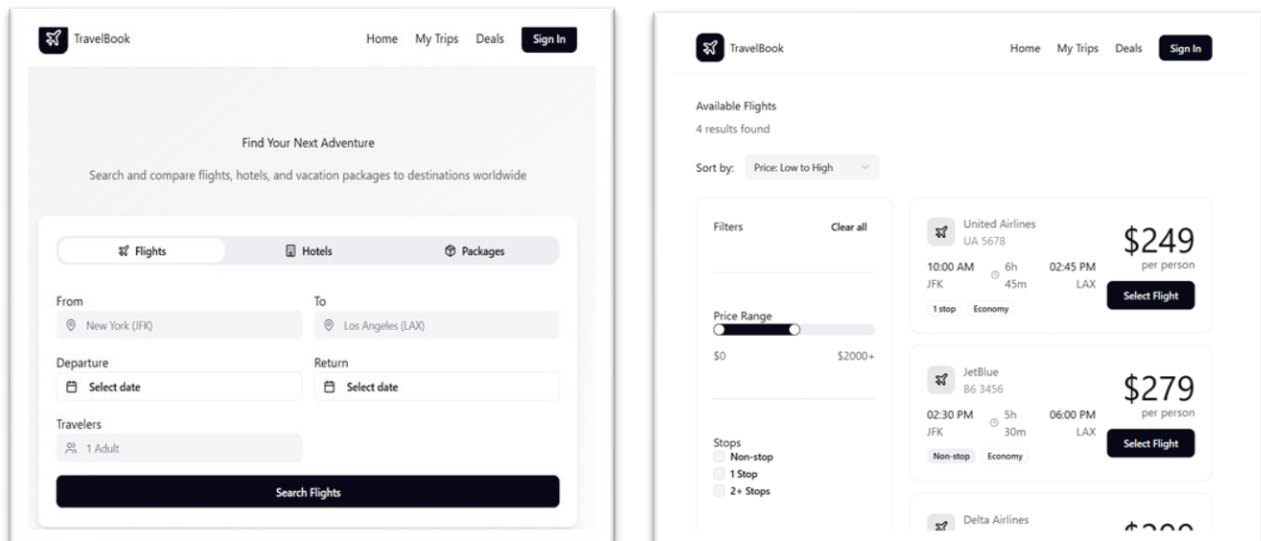 TravelBook
Home My Trips Deals Sign In
Find Your Next Adventure
Search and compare flights, hotels, and vacation packages to destinations worldwide
Flights Hotels Packages
From To
New York (JFK) Los Angeles (LAX)
Departure Return
Select date Select date
Travelers
1 Adult
Search Flights
TravelBook
Home My Trips Deals Sign In
Available Flights
4 results found
Sort by: Price: Low to High
Filters Clear all
Price Range
$0 $2000+
Stops
Non-stop
1 Stop
2+ Stops
United Airlines
UA 5678
$249
per person
10:00 AM 6h 02:45 PM
JFK 45m LAX
Select Flight
1 stop Economy
JetBlue
B6 3456
$279
per person
02:30 PM 5h 06:00 PM
JFK 30m LAX
Select Flight
Non-stop Economy
Delta Airlines